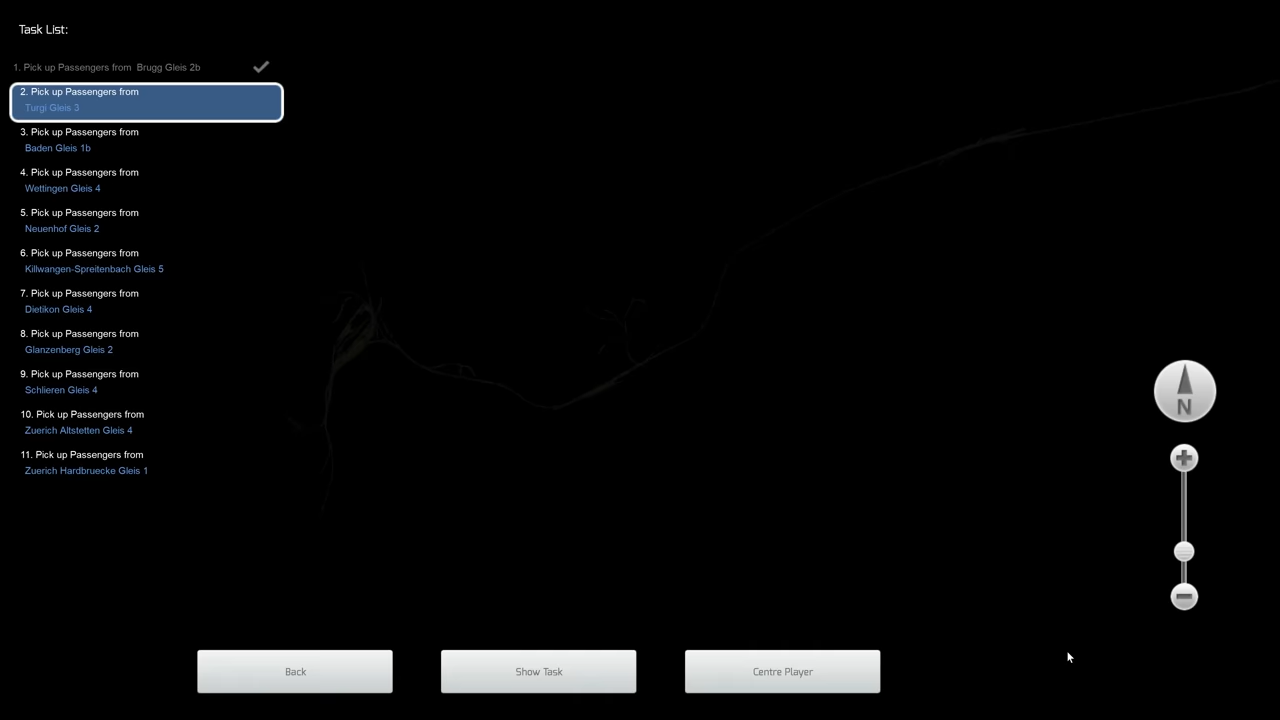 Task List:
1. Pick up Passengers from Brugg Gleis 2b
2. Pick up Passengers from
Turgi Gleis 3
3. Pick up Passengers from
Baden Gleis 1b
4. Pick up Passengers from
Wettingen Gleis 4
5. Pick up Passengers from
Neuenhof Gleis 2
6. Pick up Passengers from
Killwangen-Spreitenbach Gleis 5
7. Pick up Passengers from
Dietikon Gleis 4
8. Pick up Passengers from
Glanzenberg Gleis 2
9. Pick up Passengers from
Schlieren Gleis 4
10. Pick up Passengers from
Zuerich Altstetten Gleis 4
11. Pick up Passengers from
Zuerich Hardbruecke Gleis 1
N
Back
Show Task
Centre Player